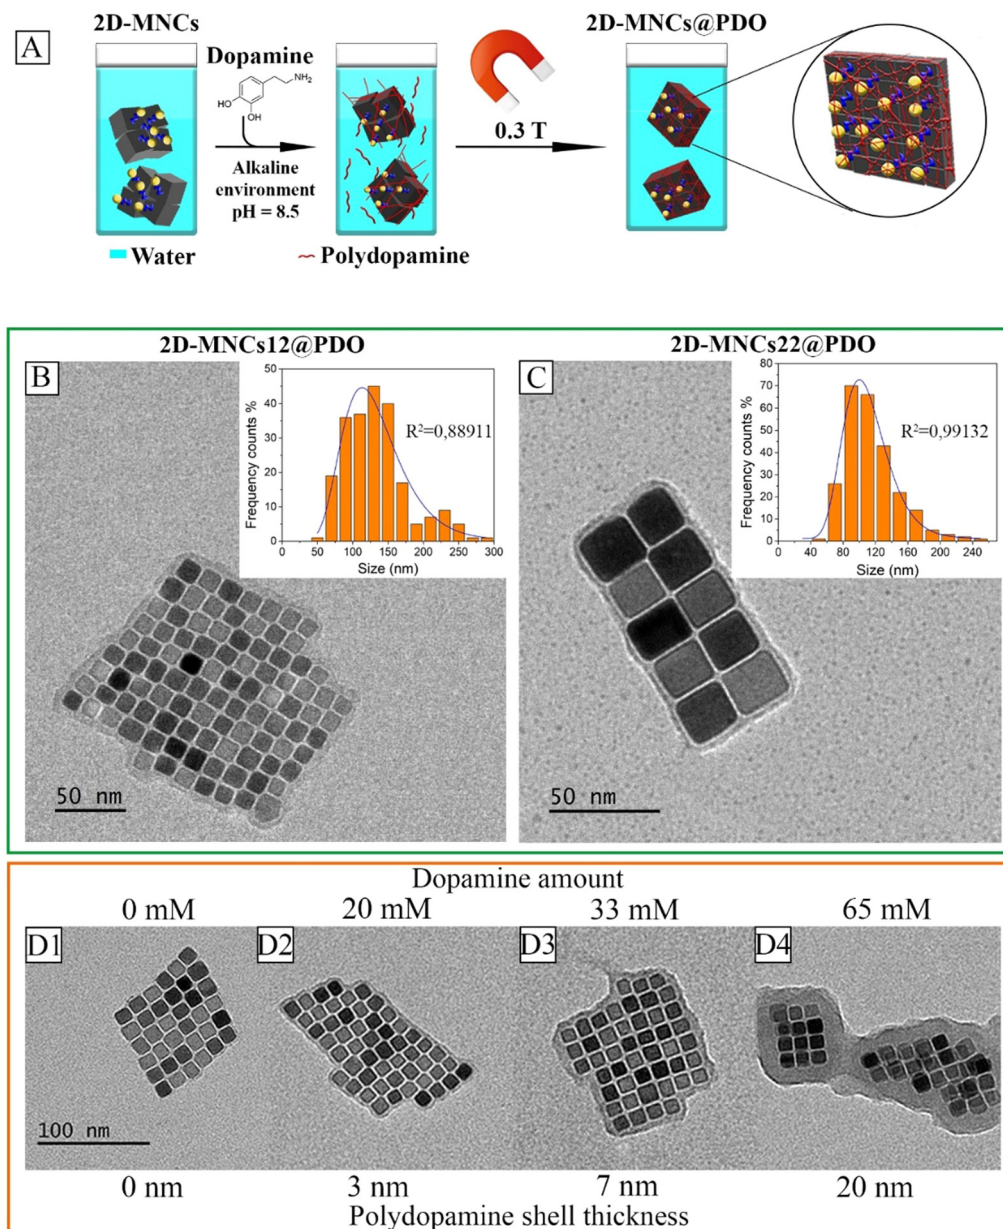 A
2D-MNCs
Dopamine
NH₂
HO
OH
Alkaline
environment
pH = 8.5
0.3 T
2D-MNCs@PDO
Water
Polydopamine
2D-MNCs12@PDO
B
Frequency counts %
50
40
30
20
10
0
R²=0,88911
0 50 100 150 200 250 300
Size (nm)
50 nm
2D-MNCs22@PDO
C
Frequency counts %
80
70
60
50
40
30
20
10
0
R²=0,99132
0 40 80 120 160 200 240
Size (nm)
50 nm
Dopamine amount
0 mM 20 mM 33 mM 65 mM
D1 D2 D3 D4
100 nm
0 nm 3 nm 7 nm 20 nm
Polydopamine shell thickness